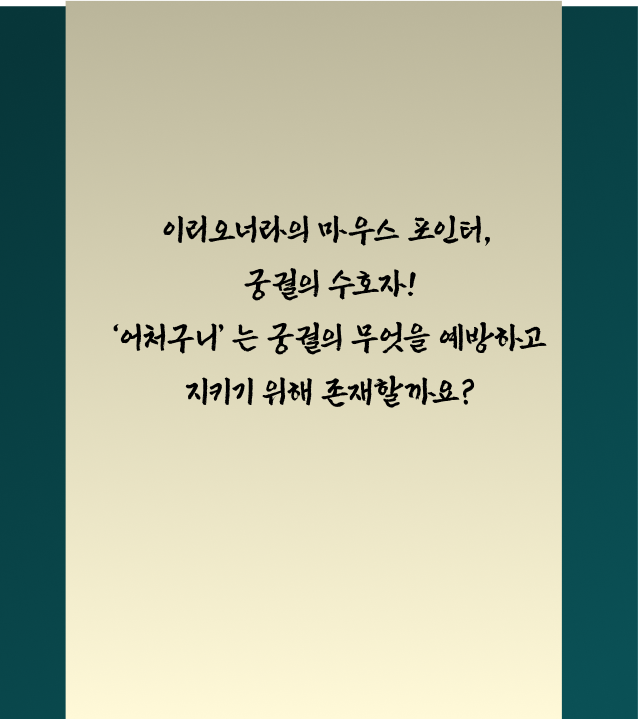 이리오너라의 마우스 포인터,
궁궐의 수호자!
‘어처구니’ 는 궁궐의 무엇을 예방하고
지키기 위해 존재할까요?